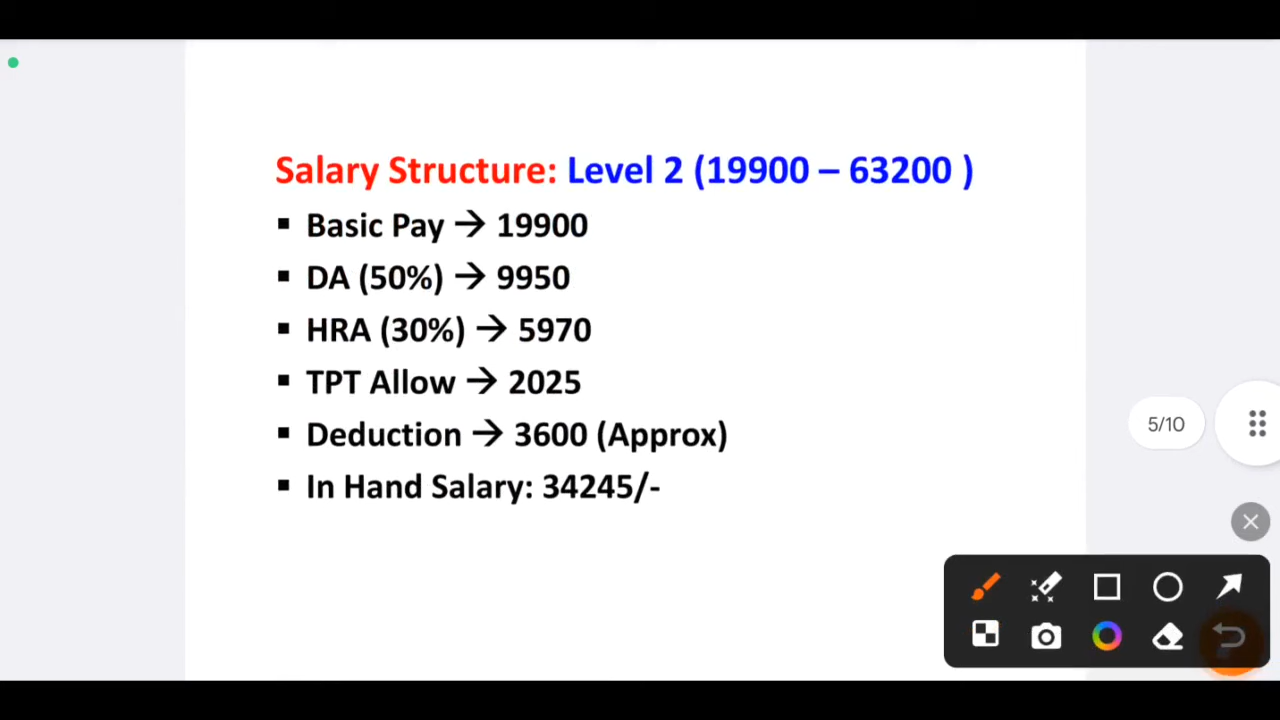 Salary Structure: Level 2 (19900 – 63200 )
▪ Basic Pay → 19900
▪ DA (50%) → 9950
▪ HRA (30%) → 5970
▪ TPT Allow → 2025
▪ Deduction → 3600 (Approx)
▪ In Hand Salary: 34245/-
5/10